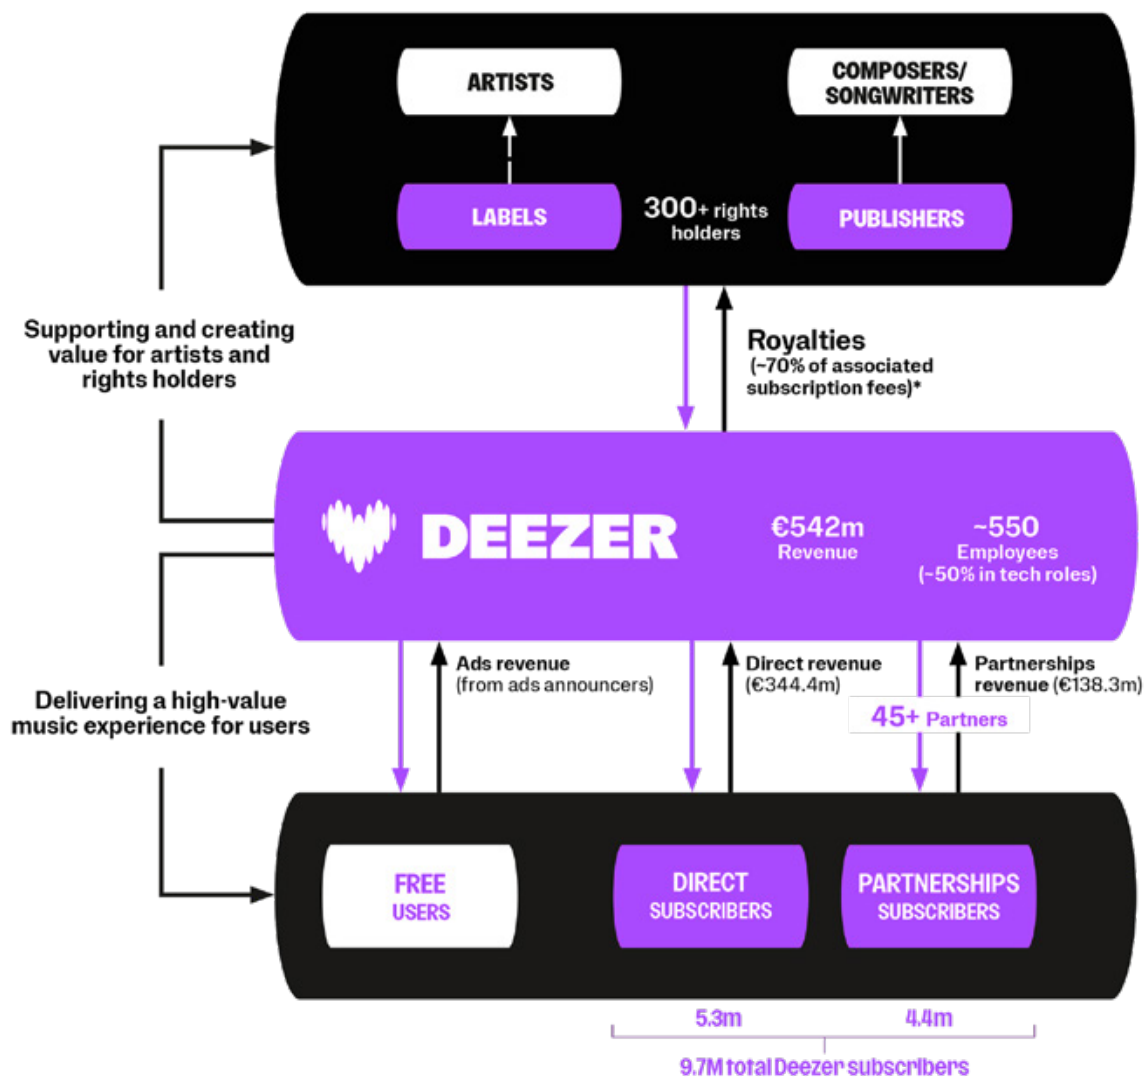 ARTISTS
COMPOSERS/
SONGWRITERS
LABELS
300+ rights
holders
PUBLISHERS
Supporting and creating
value for artists and
rights holders
Royalties
(~70% of associated
subscription fees)*
DEEZER
€542m
Revenue
~550
Employees
(~50% in tech roles)
Ads revenue
(from ads announcers)
Direct revenue
(€344.4m)
Partnerships
revenue (€138.3m)
45+ Partners
Delivering a high-value
music experience for users
FREE
USERS
DIRECT
SUBSCRIBERS
PARTNERSHIPS
SUBSCRIBERS
5.3m
4.4m
9.7M total Deezer subscribers